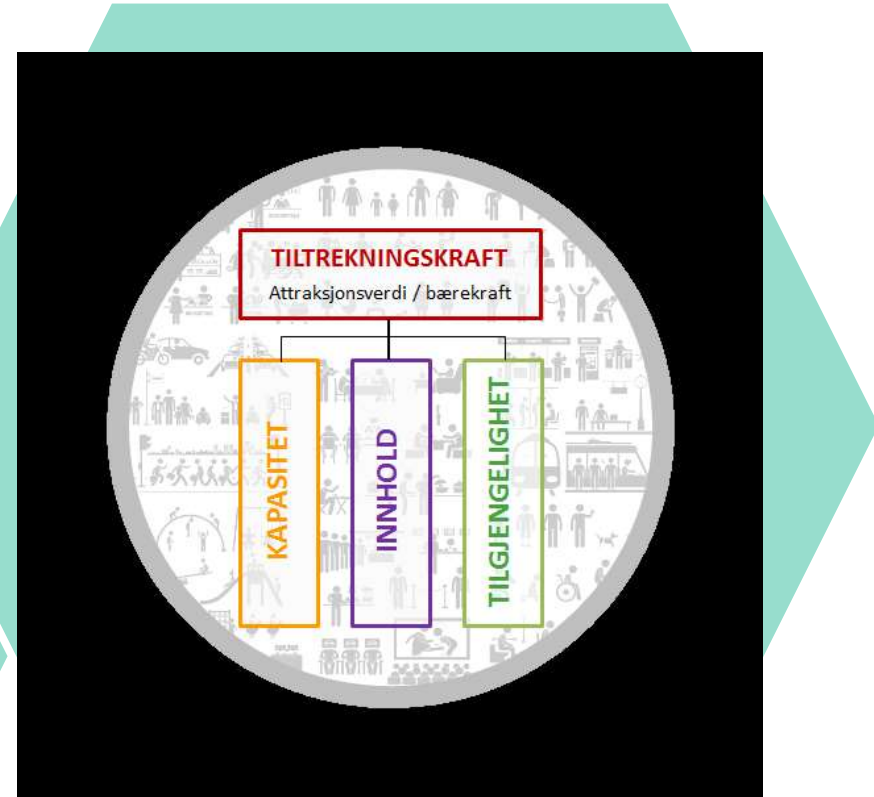 TILTREKNINGSKRAFT
Attraksjonsverdi / bærekraft
KAPASITET
INNHOLD
TILGJENGELIGHET